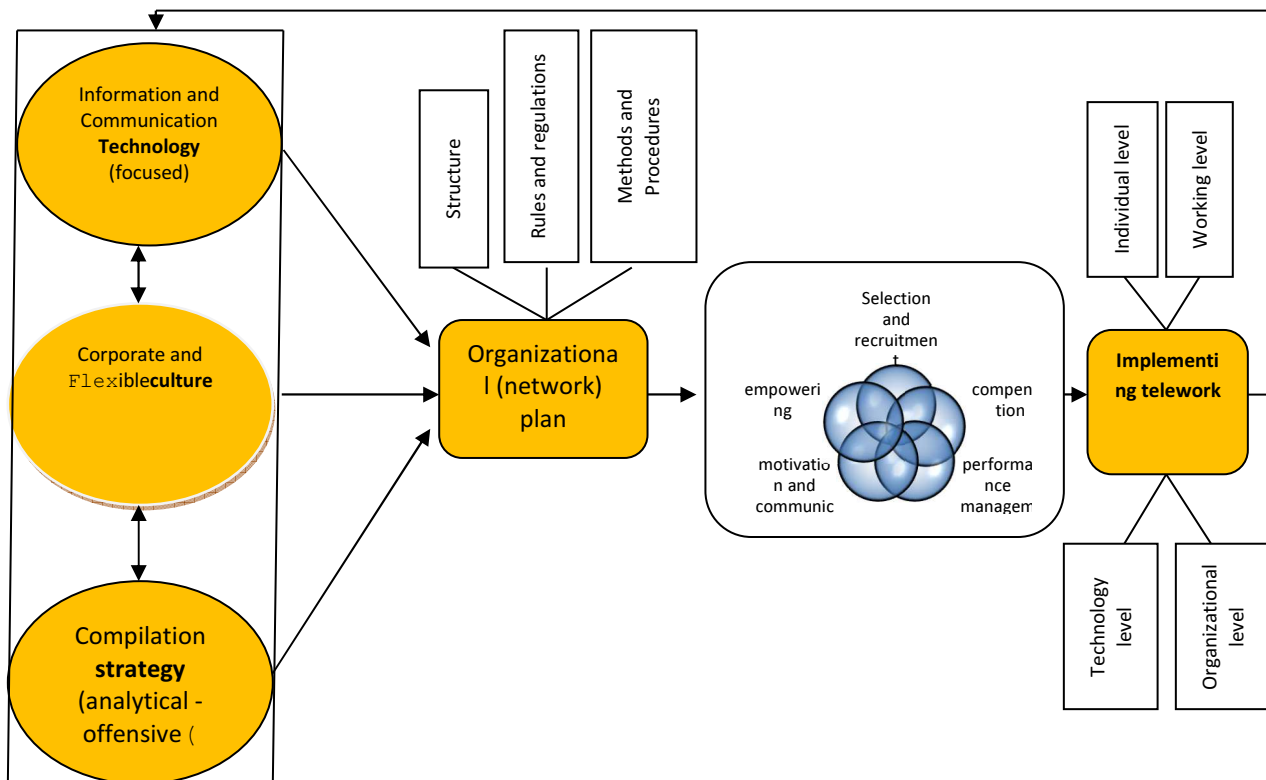 Information and
Communication
Technology
(focused)
Corporate and
Flexibleculture
Compilation
strategy
(analytical -
offensive (
Structure
Rules and regulations
Methods and
Procedures
Organizationa
l (network)
plan
Selection
and
recruitmen
empoweri
ng
compen
tion
motivatio
n and
communic
performa
nce
managem
Individual level
Working level
Implementi
ng telework
Technology
level
Organizational
level